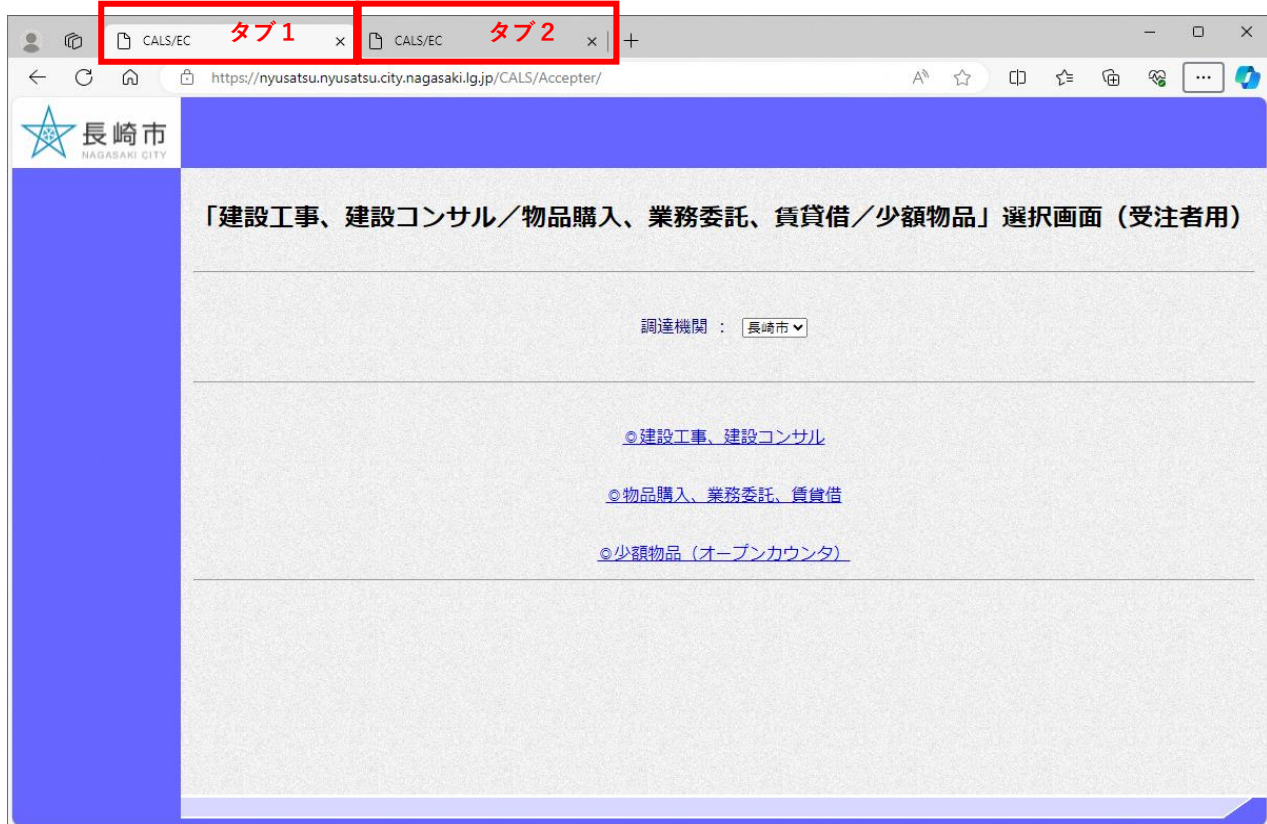 CALS/EC タブ１
CALS/EC タブ２
https://nyusatsu.nyusatsu.city.nagasaki.lg.jp/CALS/Accepter/
長崎市
NAGASAKI CITY
「建設工事、建設コンサル／物品購入、業務委託、賃貸借／少額物品」選択画面（受注者用）
調達機関 ： 長崎市
◎建設工事、建設コンサル
◎物品購入、業務委託、賃貸借
◎少額物品（オープンカウンタ）